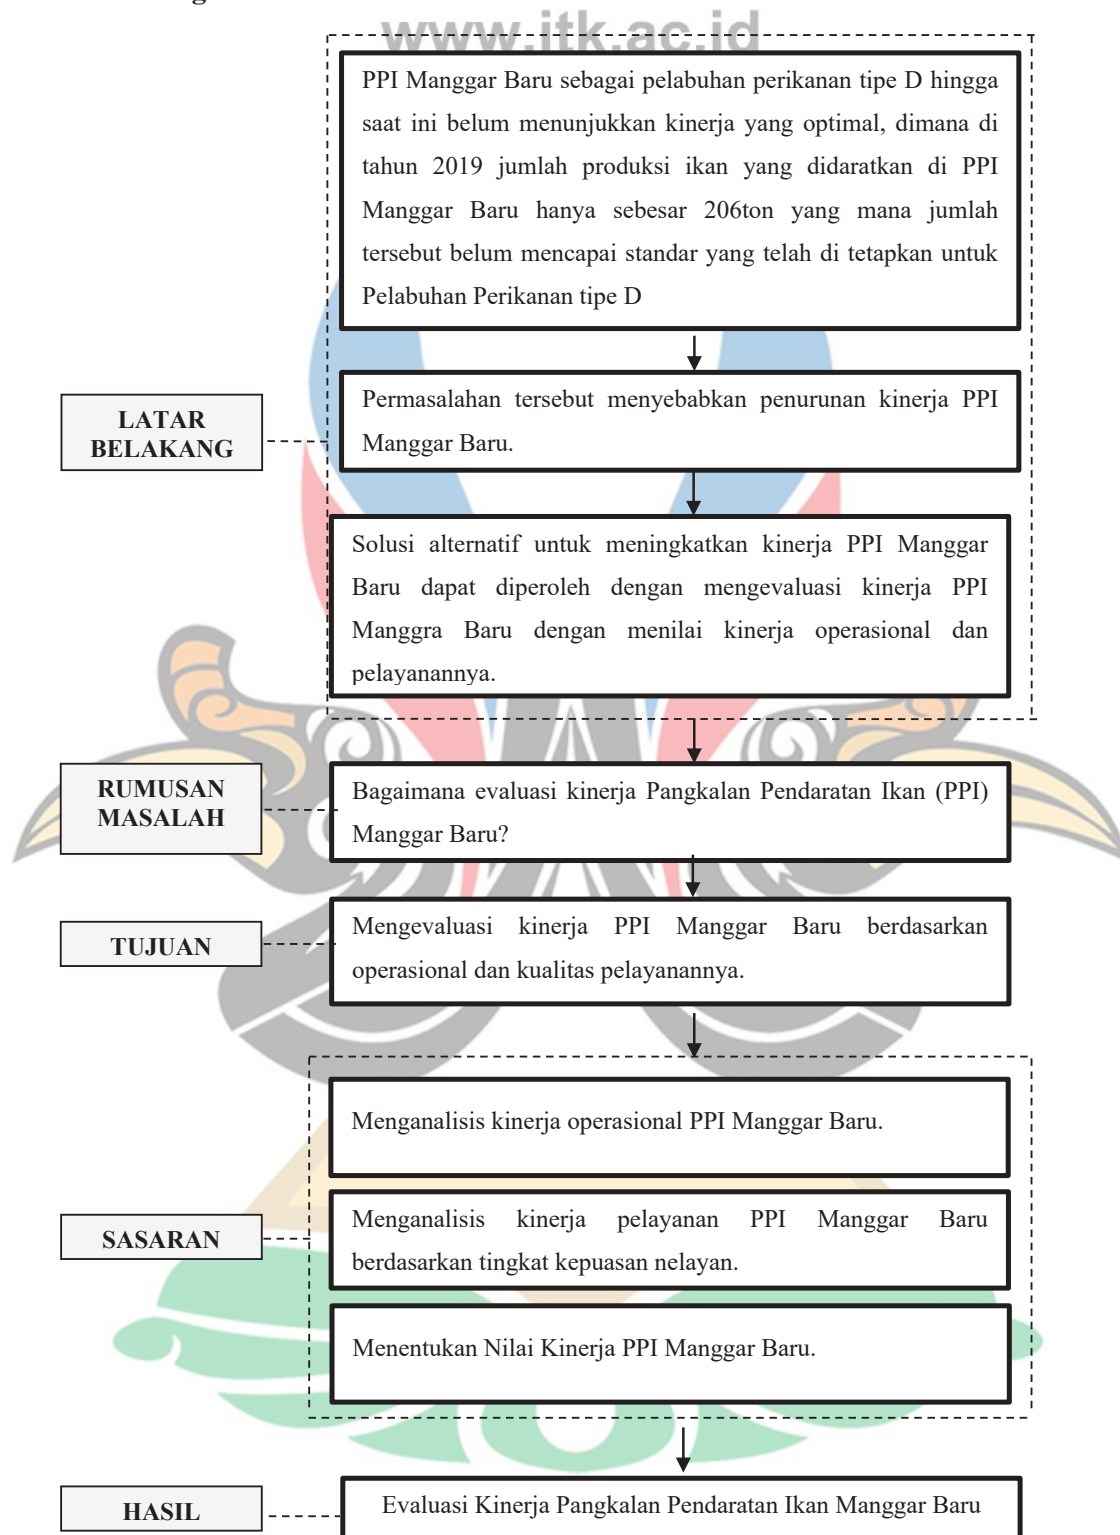 www.itk.ac.id
PPI Manggar Baru sebagai pelabuhan perikanan tipe D hingga
saat ini belum menunjukkan kinerja yang optimal, dimana di
tahun 2019 jumlah produksi ikan yang didaratkan di PPI
Manggar Baru hanya sebesar 206ton yang mana jumlah
tersebut belum mencapai standar yang telah di tetapkan untuk
Pelabuhan Perikanan tipe D
LATAR
BELAKANG
Permasalahan tersebut menyebabkan penurunan kinerja PPI
Manggar Baru.
Solusi alternatif untuk meningkatkan kinerja PPI Manggar
Baru dapat diperoleh dengan mengevaluasi kinerja PPI
Manggra Baru dengan menilai kinerja operasional dan
pelayanannya.
RUMUSAN
MASALAH
Bagaimana evaluasi kinerja Pangkalan Pendaratan Ikan (PPI)
Manggar Baru?
TUJUAN
Mengevaluasi kinerja PPI Manggar Baru berdasarkan
operasional dan kualitas pelayanannya.
Menganalisis kinerja operasional PPI Manggar Baru.
SASARAN
Menganalisis kinerja pelayanan PPI Manggar Baru
berdasarkan tingkat kepuasan nelayan.
Menentukan Nilai Kinerja PPI Manggar Baru.
HASIL
Evaluasi Kinerja Pangkalan Pendaratan Ikan Manggar Baru